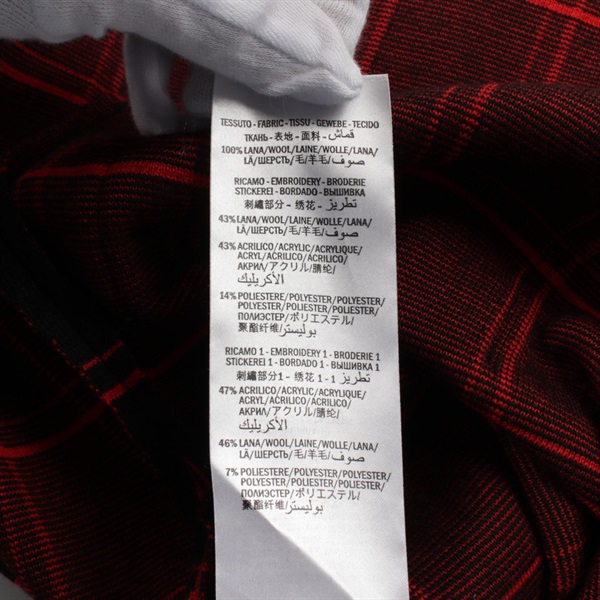 TESSUTO - FABRIC - TISSU - GEWEBE - TECIDO
ТКАНЬ - 表地 - 面料 - قماش
100% LANA/WOOL/LAINE/WOLLE/LANA/
LÃ/ШЕРСТЬ/毛/羊毛/صوف
RICAMO - EMBROIDERY - BRODERIE
STICKEREI - BORDADO - ВЫШИВКА
刺繍部分 - 绣花 - تطريز
43% LANA/WOOL/LAINE/WOLLE/LANA/
LÃ/ШЕРСТЬ/毛/羊毛/صوف
43% ACRILICO/ACRYLIC/ACRYLIQUE/
ACRYL/ACRÍLICO/ACRÍLICO/
АКРИЛ/アクリル/腈纶/
الأكريليك
14% POLIESTERE/POLYESTER/POLYESTER/
POLYESTER/POLIÉSTER/POLIÉSTER/
ПОЛИЭСТЕР/ポリエステル/
聚酯纤维/بوليستر
RICAMO 1 - EMBROIDERY 1 - BRODERIE 1
STICKEREI 1 - BORDADO 1 - ВЫШИВКА 1
刺繍部分1 - 绣花 1 - تطريز 1
47% ACRILICO/ACRYLIC/ACRYLIQUE/
ACRYL/ACRÍLICO/ACRÍLICO/
АКРИЛ/アクリル/腈纶/
الأكريليك
46% LANA/WOOL/LAINE/WOLLE/LANA/
LÃ/ШЕРСТЬ/毛/羊毛/صوف
7% POLIESTERE/POLYESTER/POLYESTER/
POLYESTER/POLIÉSTER/POLIÉSTER/
ПОЛИЭСТЕР/ポリエステル/
聚酯纤维/بوليستر